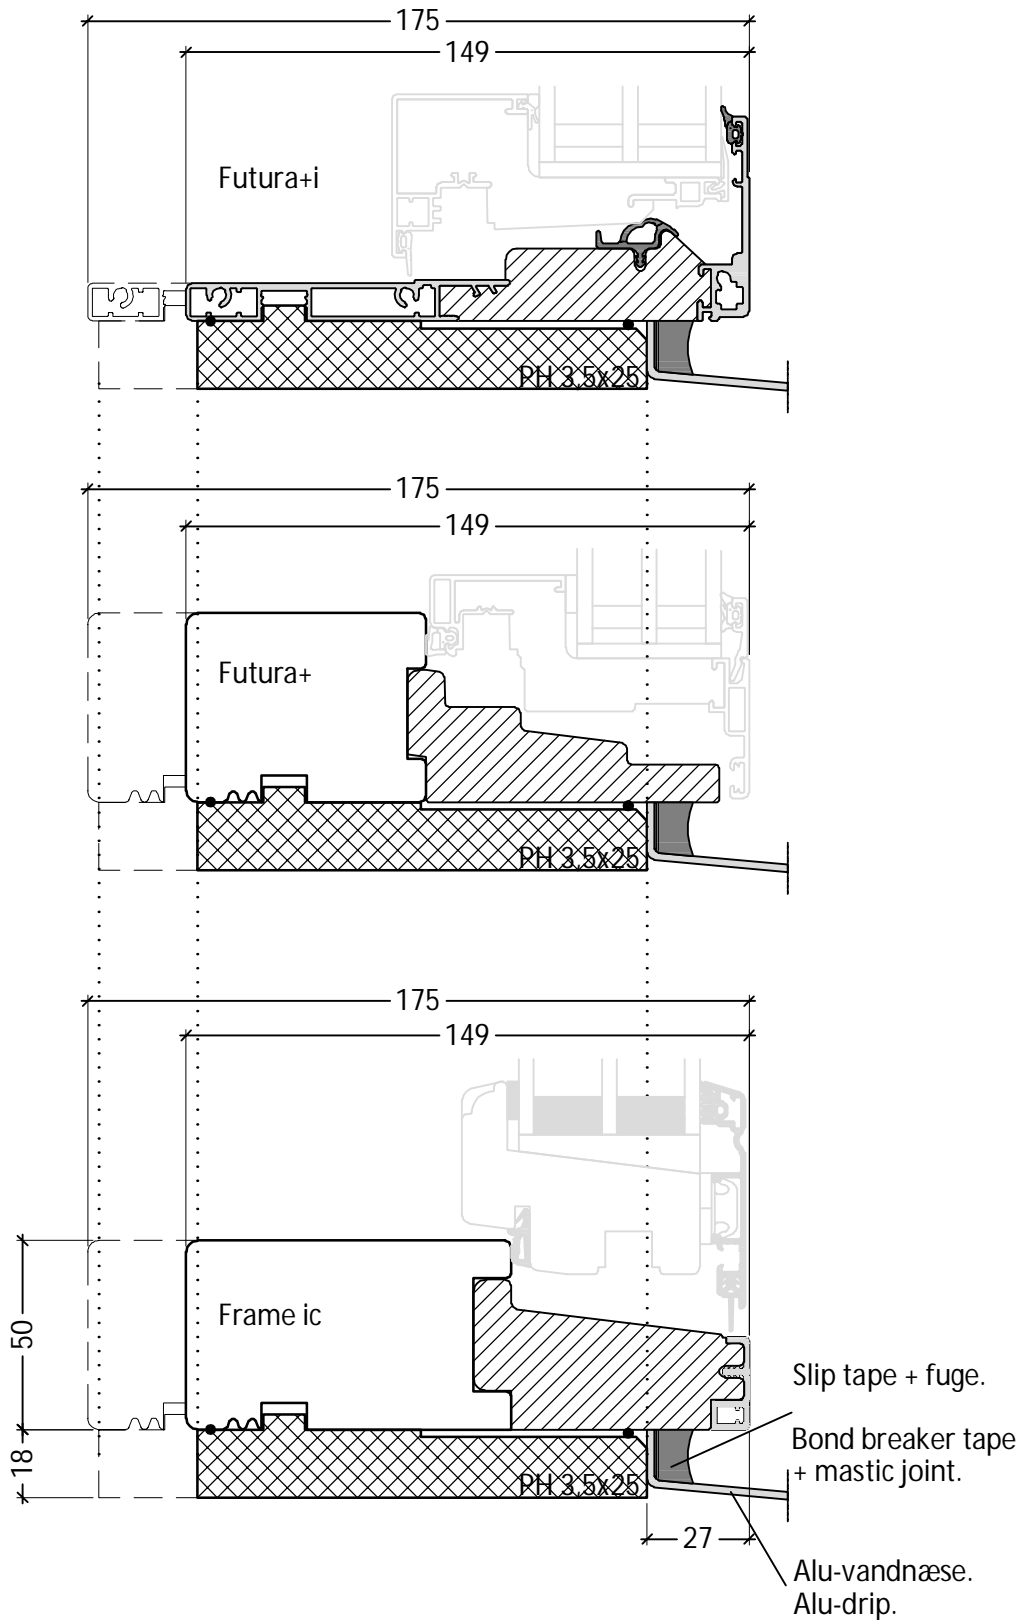 175
149
Futura+i
PH 3,5x25
175
149
Futura+
PH 3,5x25
175
149
50
Frame ic
Slip tape + fuge.
Bond breaker tape
+ mastic joint.
18
PH 3,5x25
27
Alu-vandnæse.
Alu-drip.